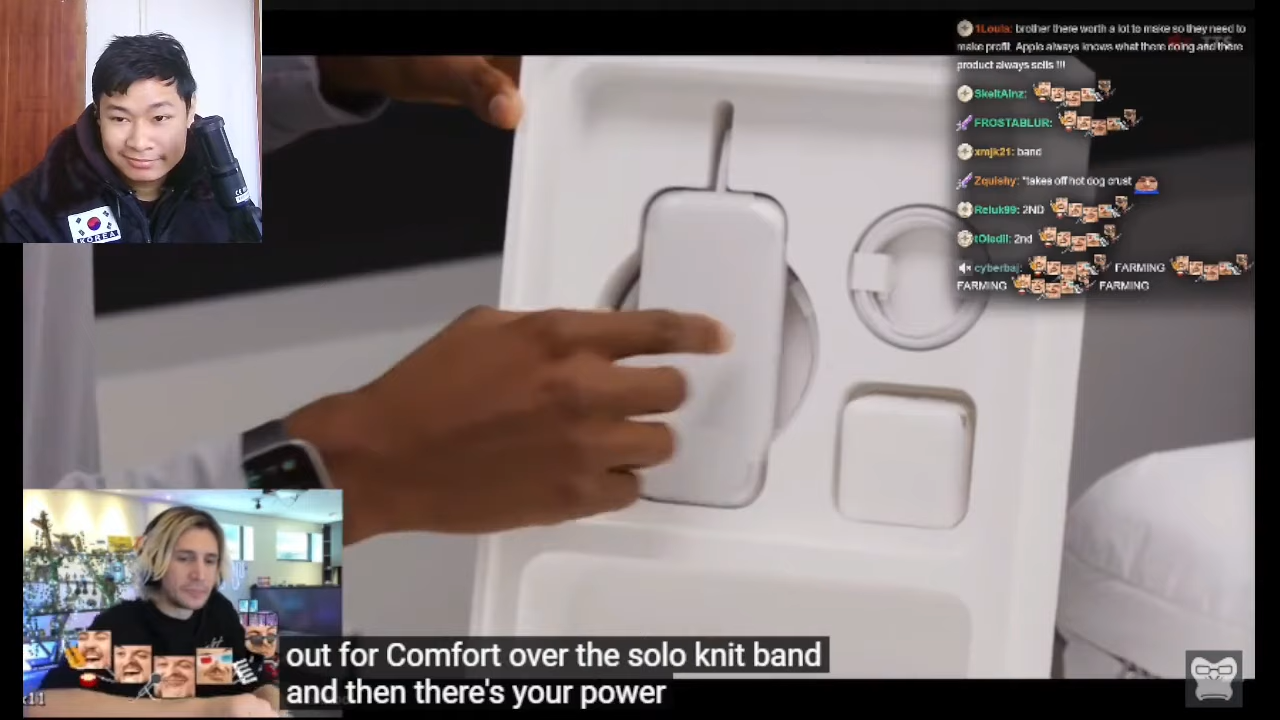 1Louia: brother there worth a lot to make so they need to
make profit. Apple always knows what there doing and there
product always sells !!!
SkeltAinz:
FROSTABLUR:
xmjk21: band
Zquishy: *takes off hot dog crust
Reluk99: 2ND
tOledil: 2nd
cyberbaj: FARMING
FARMING FARMING
KOREA
out for Comfort over the solo knit band
and then there's your power